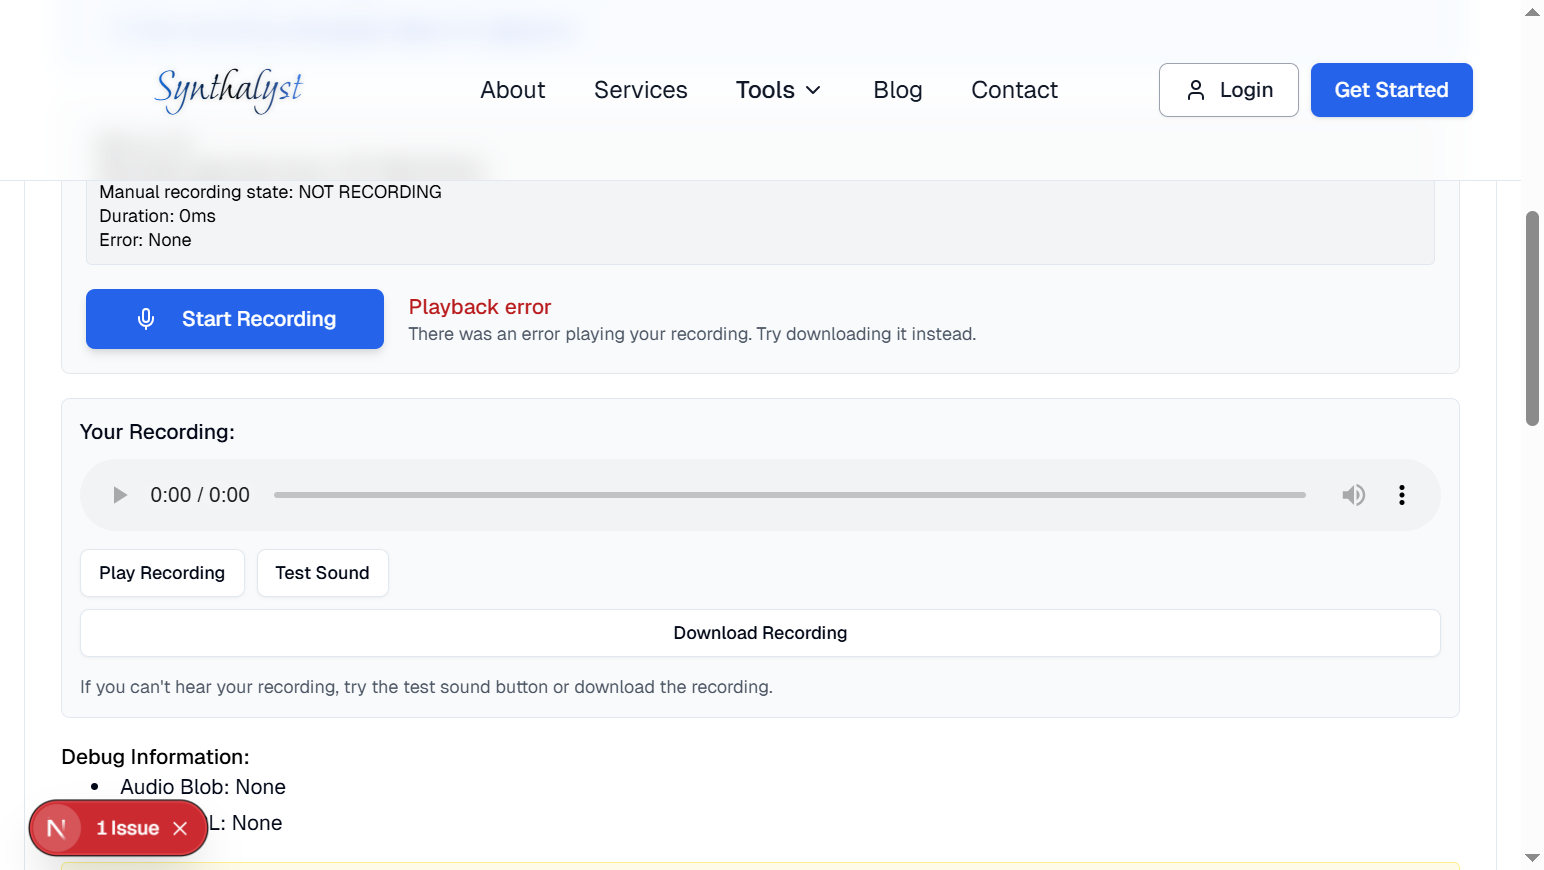 Synthalyst
About
Services
Tools
Blog
Contact
Login
Get Started
Manual recording state: NOT RECORDING
Duration: 0ms
Error: None
Start Recording
Playback error
There was an error playing your recording. Try downloading it instead.
Your Recording:
0:00 / 0:00
Play Recording
Test Sound
Download Recording
If you can't hear your recording, try the test sound button or download the recording.
Debug Information:
Audio Blob: None
L: None
N 1 Issue